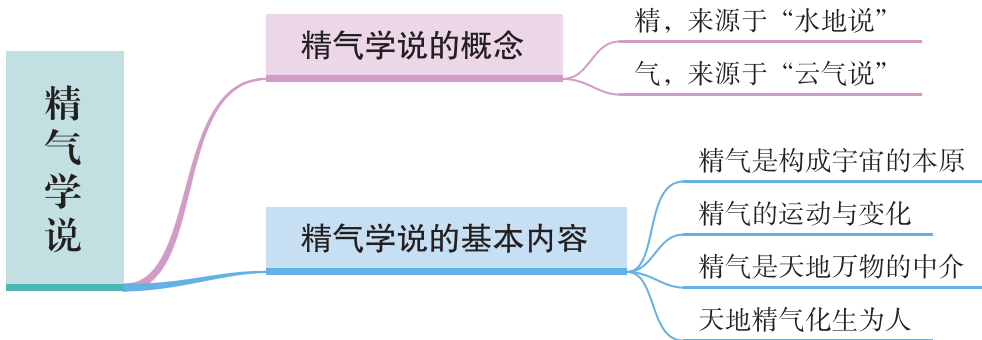 精气学说
精气学说的概念
精，来源于“水地说”
气，来源于“云气说”
精气学说的基本内容
精气是构成宇宙的本原
精气的运动与变化
精气是天地万物的中介
天地精气化生为人